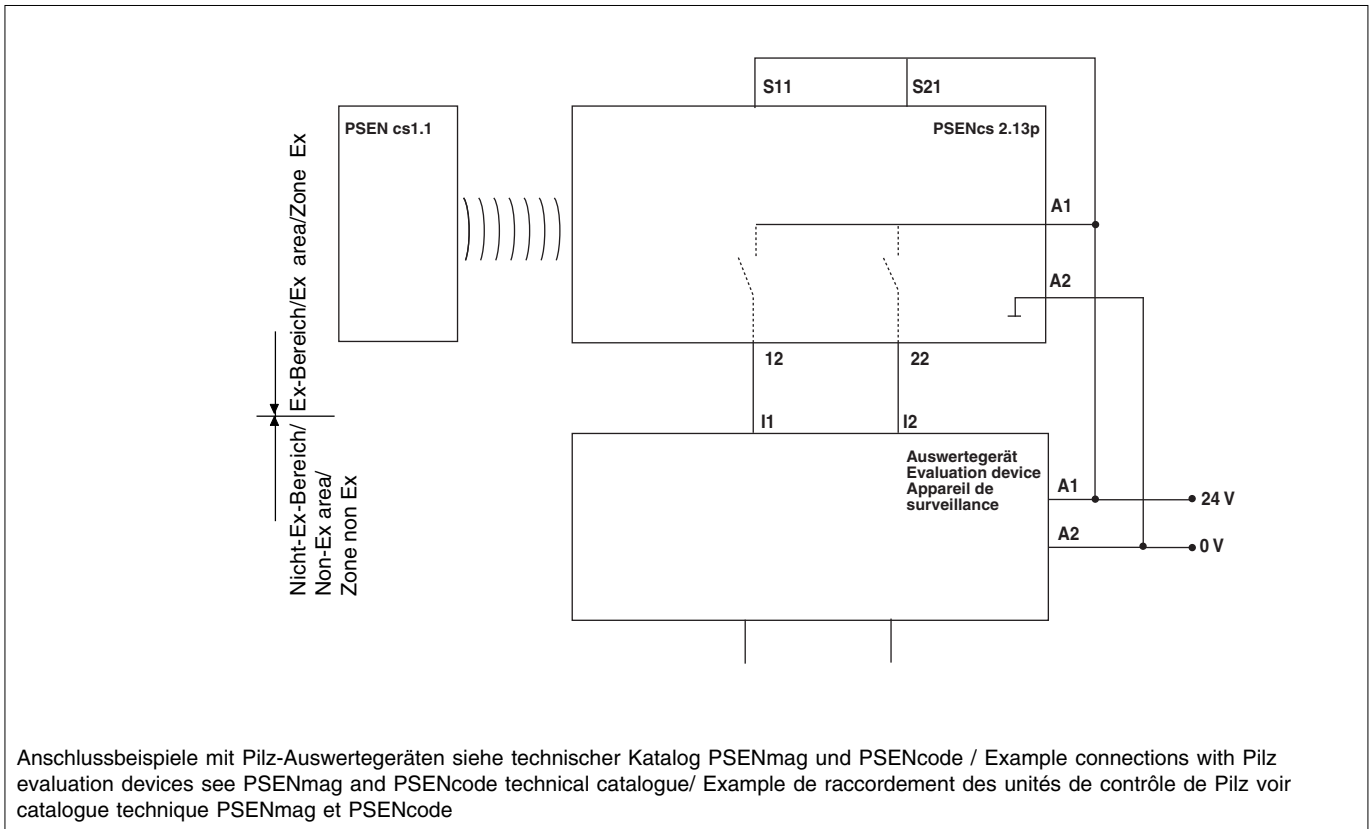 S11
S21
PSEN cs1.1
PSENcs 2.13p
A1
A2
12
22
I1
I2
Auswertegerät
Evaluation device
Appareil de
surveillance
A1
24 V
A2
0 V
Ex-Bereich/Ex area/Zone Ex
Nicht-Ex-Bereich/
Non-Ex area/
Zone non Ex
Anschlussbeispiele mit Pilz-Auswertegeräten siehe technischer Katalog PSENmag und PSENcode / Example connections with Pilz
evaluation devices see PSENmag and PSENcode technical catalogue/ Example de raccordement des unités de contrôle de Pilz voir
catalogue technique PSENmag et PSENcode